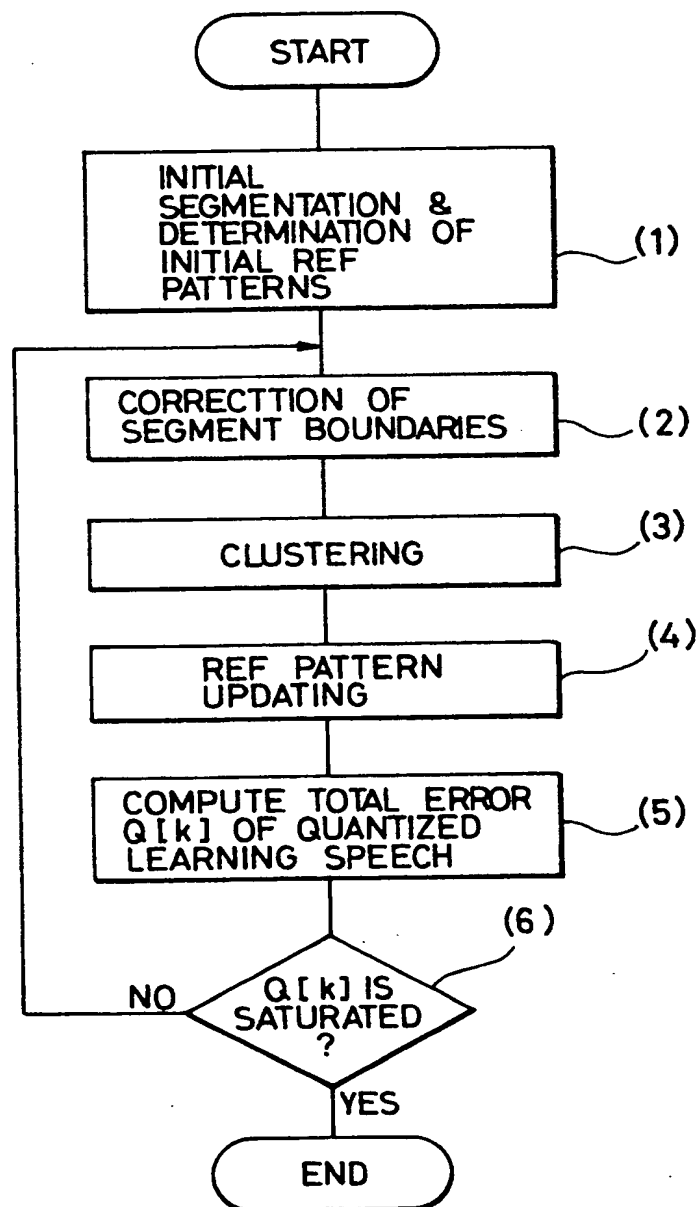 START
INITIAL
SEGMENTATION &
DETERMINATION OF
INITIAL REF
PATTERNS
(1)
CORRECTTION OF
SEGMENT BOUNDARIES
(2)
CLUSTERING
(3)
REF PATTERN
UPDATING
(4)
COMPUTE TOTAL ERROR
Q[k] OF QUANTIZED
LEARNING SPEECH
(5)
(6)
Q[k] IS
SATURATED
?
NO
YES
END